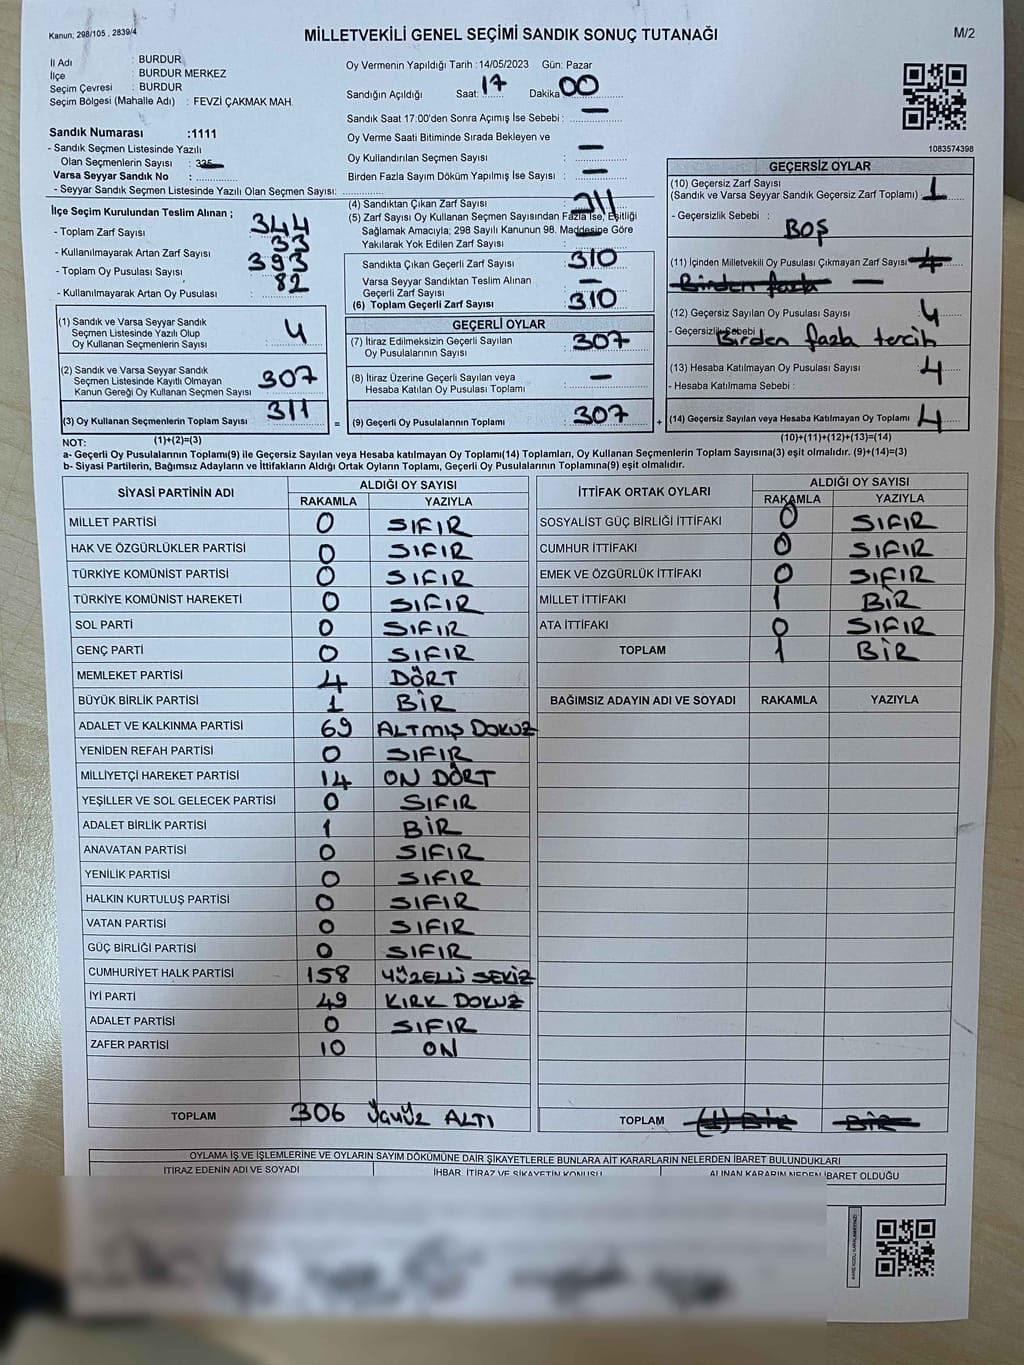 Kanun; 298/105 , 2839/4
MİLLETVEKİLİ GENEL SEÇİMİ SANDIK SONUÇ TUTANAĞI
M/2
İl Adı : BURDUR
İlçe : BURDUR MERKEZ
Seçim Çevresi : BURDUR
Seçim Bölgesi (Mahalle Adı) : FEVZİ ÇAKMAK MAH.
Sandık Numarası :1111
- Sandık Seçmen Listesinde Yazılı
Olan Seçmenlerin Sayısı :
Varsa Seyyar Sandık No :
- Seyyar Sandık Seçmen Listesinde Yazılı Olan Seçmen Sayısı:
Oy Vermenin Yapıldığı Tarih :14/05/2023 Gün: Pazar
Sandığın Açıldığı Saat: 17 Dakika 00
Sandık Saat 17:00'den Sonra Açımış İse Sebebi : —
Oy Verme Saati Bitiminde Sırada Bekleyen ve
Oy Kullandırılan Seçmen Sayısı : —
Birden Fazla Sayım Döküm Yapılmış İse Sayısı : —
1083574398
İlçe Seçim Kurulundan Teslim Alınan ;
- Toplam Zarf Sayısı : 344
- Kullanılmayarak Artan Zarf Sayısı : 33
- Toplam Oy Pusulası Sayısı : 393
- Kullanılmayarak Artan Oy Pusulası : 82
(1) Sandık ve Varsa Seyyar Sandık
Seçmen Listesinde Yazılı Olup
Oy Kullanan Seçmenlerin Sayısı : 4
(2) Sandık ve Varsa Seyyar Sandık
Seçmen Listesinde Kayıtlı Olmayan
Kanun Gereği Oy Kullanan Seçmen Sayısı : 307
(3) Oy Kullanan Seçmenlerin Toplam Sayısı : 311
(4) Sandıktan Çıkan Zarf Sayısı : 311
(5) Zarf Sayısı Oy Kullanan Seçmen Sayısından Fazla İse, Eşitliği
Sağlamak Amacıyla; 298 Sayılı Kanunun 98. Maddesine Göre
Yakılarak Yok Edilen Zarf Sayısı : —
Sandıkta Çıkan Geçerli Zarf Sayısı : 310
Varsa Seyyar Sandıktan Teslim Alınan
Geçerli Zarf Sayısı : —
(6) Toplam Geçerli Zarf Sayısı : 310
GEÇERLİ OYLAR
(7) İtiraz Edilmeksizin Geçerli Sayılan
Oy Pusulalarının Sayısı : 307
(8) İtiraz Üzerine Geçerli Sayılan veya
Hesaba Katılan Oy Pusulası Toplamı : —
= (9) Geçerli Oy Pusulalarının Toplamı : 307 +
GEÇERSİZ OYLAR
(10) Geçersiz Zarf Sayısı
(Sandık ve Varsa Seyyar Sandık Geçersiz Zarf Toplamı) : 1
- Geçersizlik Sebebi : BOŞ
(11) İçinden Milletvekili Oy Pusulası Çıkmayan Zarf Sayısı : 4
Birden fazla —
(12) Geçersiz Sayılan Oy Pusulası Sayısı : 4
- Geçersizlik Sebebi : Birden fazla tercih
(13) Hesaba Katılmayan Oy Pusulası Sayısı : 4
- Hesaba Katılmama Sebebi :
(14) Geçersiz Sayılan veya Hesaba Katılmayan Oy Toplamı : 4
NOT: (1)+(2)=(3)
(10)+(11)+(12)+(13)=(14)
a- Geçerli Oy Pusulalarının Toplamı(9) ile Geçersiz Sayılan veya Hesaba katılmayan Oy Toplamı(14) Toplamları, Oy Kullanan Seçmenlerin Toplam Sayısına(3) eşit olmalıdır. (9)+(14)=(3)
b- Siyasi Partilerin, Bağımsız Adayların ve İttifakların Aldığı Ortak Oyların Toplamı, Geçerli Oy Pusulalarının Toplamına(9) eşit olmalıdır.
SİYASİ PARTİNİN ADI ALDIĞI OY SAYISI
RAKAMLA YAZIYLA
MİLLET PARTİSİ 0 SIFIR
HAK VE ÖZGÜRLÜKLER PARTİSİ 0 SIFIR
TÜRKİYE KOMÜNİST PARTİSİ 0 SIFIR
TÜRKİYE KOMÜNİST HAREKETİ 0 SIFIR
SOL PARTİ 0 SIFIR
GENÇ PARTİ 0 SIFIR
MEMLEKET PARTİSİ 4 DÖRT
BÜYÜK BİRLİK PARTİSİ 1 BİR
ADALET VE KALKINMA PARTİSİ 69 ALTMIŞ DOKUZ
YENİDEN REFAH PARTİSİ 0 SIFIR
MİLLİYETÇİ HAREKET PARTİSİ 14 ON DÖRT
YEŞİLLER VE SOL GELECEK PARTİSİ 0 SIFIR
ADALET BİRLİK PARTİSİ 1 BİR
ANAVATAN PARTİSİ 0 SIFIR
YENİLİK PARTİSİ 0 SIFIR
HALKIN KURTULUŞ PARTİSİ 0 SIFIR
VATAN PARTİSİ 0 SIFIR
GÜÇ BİRLİĞİ PARTİSİ 0 SIFIR
CUMHURİYET HALK PARTİSİ 158 YÜZELLİ SEKİZ
İYİ PARTİ 49 KIRK DOKUZ
ADALET PARTİSİ 0 SIFIR
ZAFER PARTİSİ 10 ON
TOPLAM 306 ÜÇYÜZ ALTI
İTTİFAK ORTAK OYLARI ALDIĞI OY SAYISI
RAKAMLA YAZIYLA
SOSYALİST GÜÇ BİRLİĞİ İTTİFAKI 0 SIFIR
CUMHUR İTTİFAKI 0 SIFIR
EMEK VE ÖZGÜRLÜK İTTİFAKI 0 SIFIR
MİLLET İTTİFAKI 1 BİR
ATA İTTİFAKI 0 SIFIR
TOPLAM 1 BİR
BAĞIMSIZ ADAYIN ADI VE SOYADI RAKAMLA YAZIYLA
TOPLAM (1) BİR BİR
OYLAMA İŞ VE İŞLEMLERİNE VE OYLARIN SAYIM DÖKÜMÜNE DAİR ŞİKAYETLERLE BUNLARA AİT KARARLARIN NELERDEN İBARET BULUNDUKLARI
İTİRAZ EDENİN ADI VE SOYADI İHBAR, İTİRAZ VE ŞİKAYETİN KONUSU ALINAN KARARIN NEDEN İBARET OLDUĞU